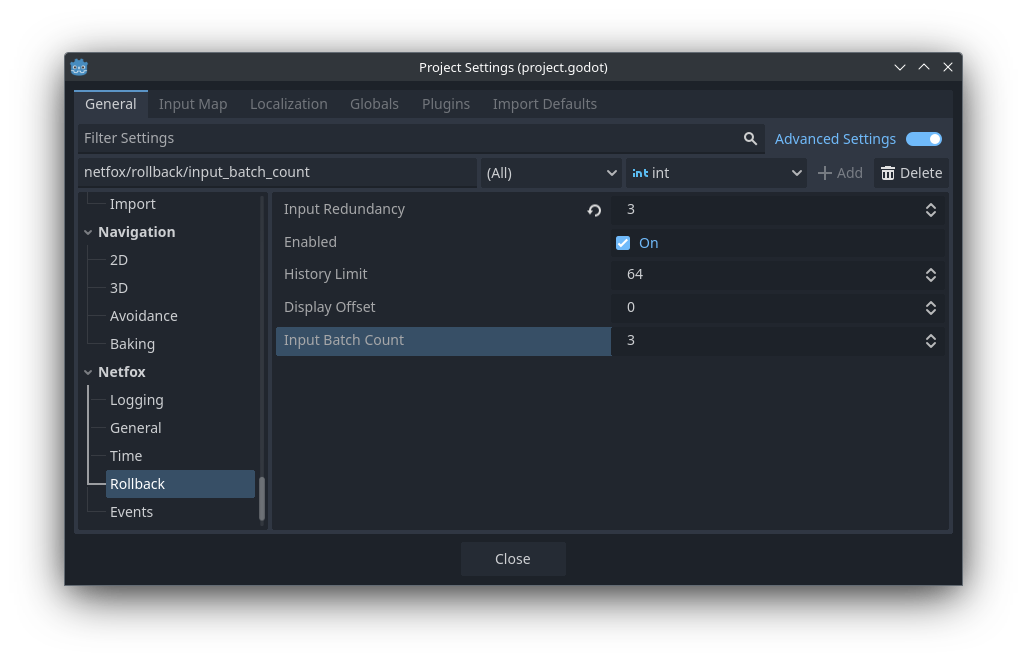 Project Settings (project.godot)
General Input Map Localization Globals Plugins Import Defaults
Filter Settings Advanced Settings
netfox/rollback/input_batch_count (All) int int Add Delete
Import
Navigation
2D
3D
Avoidance
Baking
Netfox
Logging
General
Time
Rollback
Events
Input Redundancy 3
Enabled On
History Limit 64
Display Offset 0
Input Batch Count 3
Close